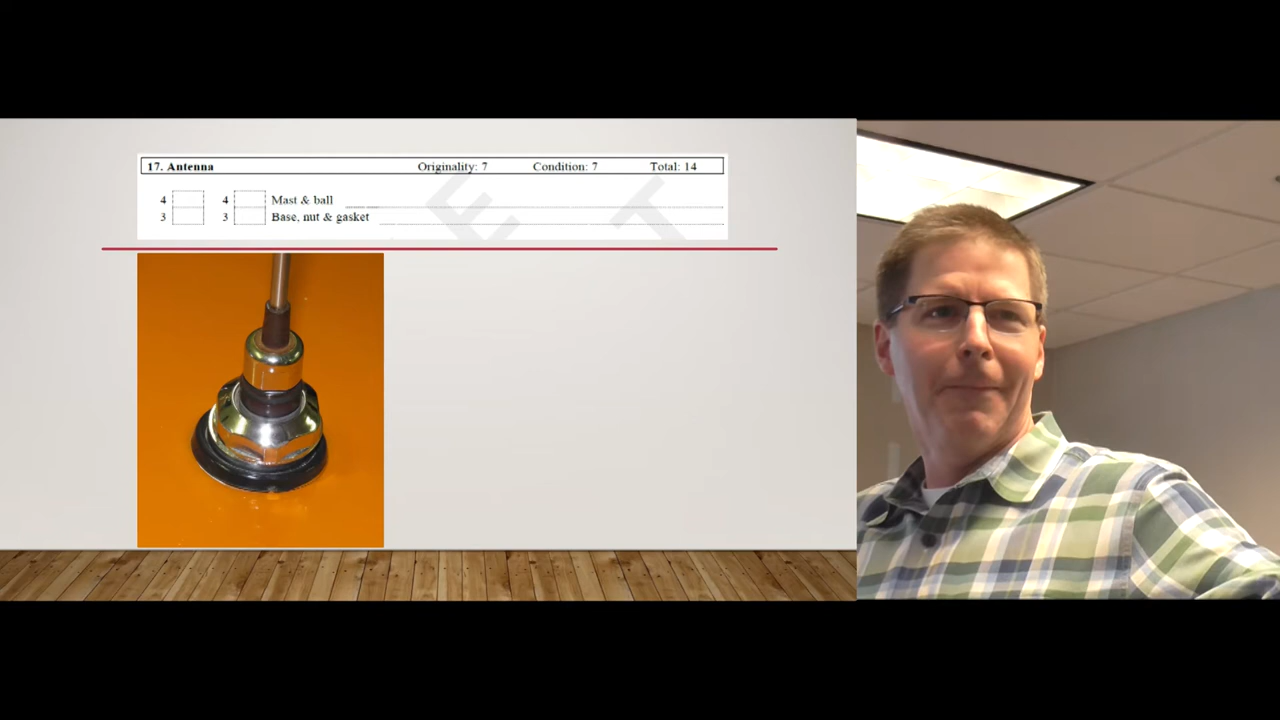 17. Antenna Originality: 7 Condition: 7 Total: 14
4 4 Mast & ball
3 3 Base, nut & gasket
E T